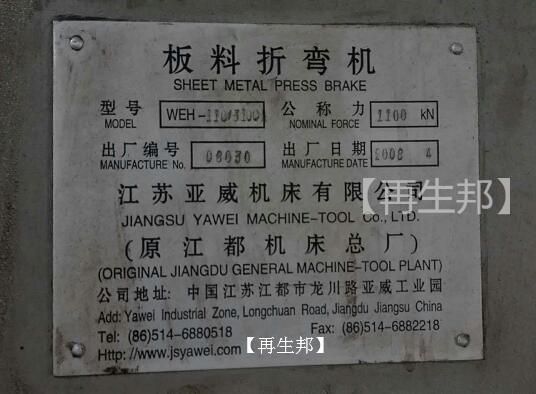 板料折弯机
SHEET METAL PRESS BRAKE
型号 WEH-110/3100 公称力 1100 kN
MODEL NOMINAL FORCE
出厂编号 08030 出厂日期 2008 4
MANUFACTURE No. MANUFACTURE DATE
江苏亚威机床有限公司
JIANGSU YAWEI MACHINE-TOOL Co., LTD.
【再生邦】
(原江都机床总厂)
(ORIGINAL JIANGDU GENERAL MACHINE-TOOL PLANT)
公司地址: 中国江苏江都市龙川路亚威工业园
Add: Yawei Industrial Zone, Longchuan Road, Jiangdu Jiangsu China
Tel: (86)514-6880518 Fax: (86)514-6882218
Http://www.jsyawei.com 【再生邦】